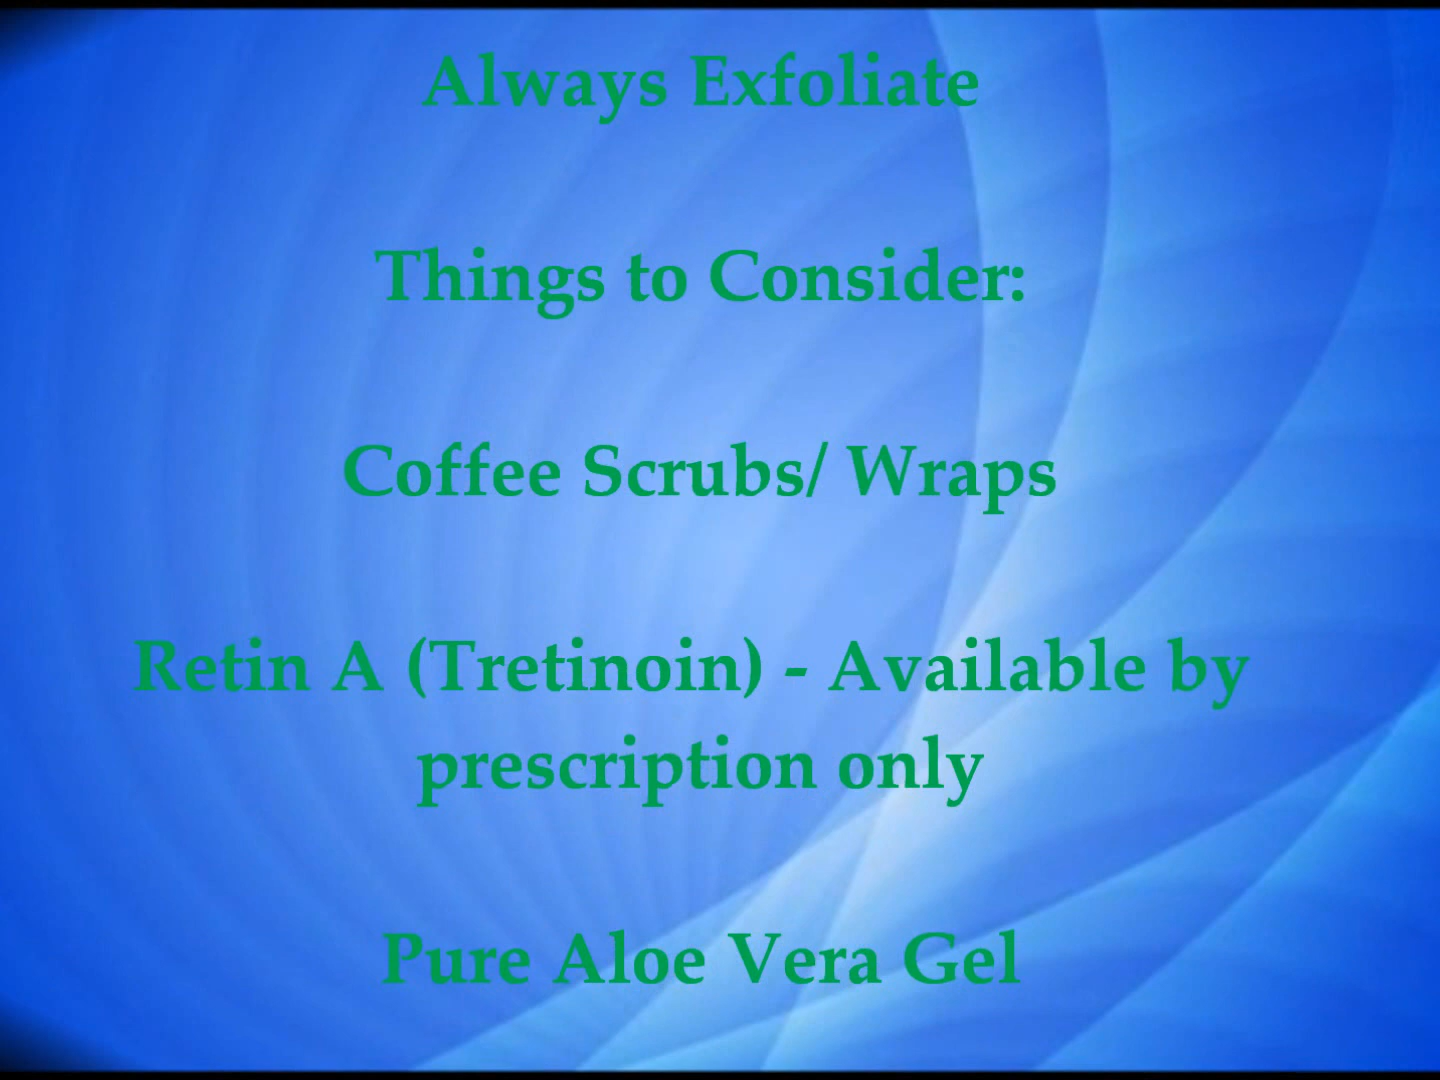 Always Exfoliate
Things to Consider:
Coffee Scrubs/ Wraps
Retin A (Tretinoin) - Available by
prescription only
Pure Aloe Vera Gel